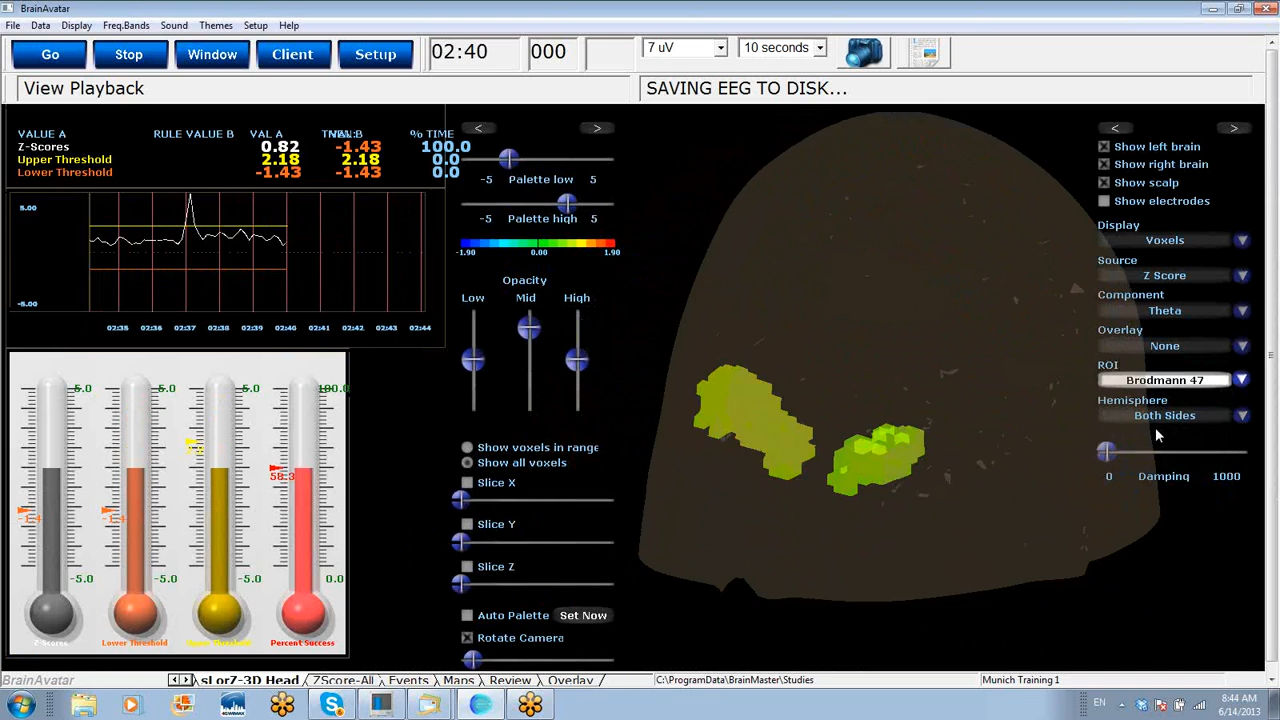 BrainAvatar
File Data Display Freq.Bands Sound Themes Setup Help
Go Stop Window Client Setup 02:40 000 7 uV 10 seconds
View Playback
SAVING EEG TO DISK...
VALUE A RULE VALUE B VAL A % TIME
Z-Scores 0.82 -1.43 100.0
Upper Threshold 2.18 2.18 0.0
Lower Threshold -1.43 -1.43 0.0
5.00
-5.00
02:35 02:36 02:37 02:38 02:39 02:40 02:41 02:42 02:43 02:44
5.0 5.0 5.0 100.0
58.3
-5.0 -5.0 -5.0 0.0
Z-Scores Lower Threshold Upper Threshold Percent Success
< >
-5 Palette low 5
-5 Palette high 5
-1.90 0.00 1.90
Opacity
Low Mid High
Show voxels in range
Show all voxels
Slice X
Slice Y
Slice Z
Auto Palette Set Now
Rotate Camera
< >
Show left brain
Show right brain
Show scalp
Show electrodes
Display
Voxels
Source
Z Score
Component
Theta
Overlay
None
ROI
Brodmann 47
Hemisphere
Both Sides
0 Damping 1000
BrainAvatar sLorZ-3D Head ZScore-All Events Maps Review Overlay C:\ProgramData\BrainMaster\Studies Munich Training 1
EN 8:44 AM
6/14/2013